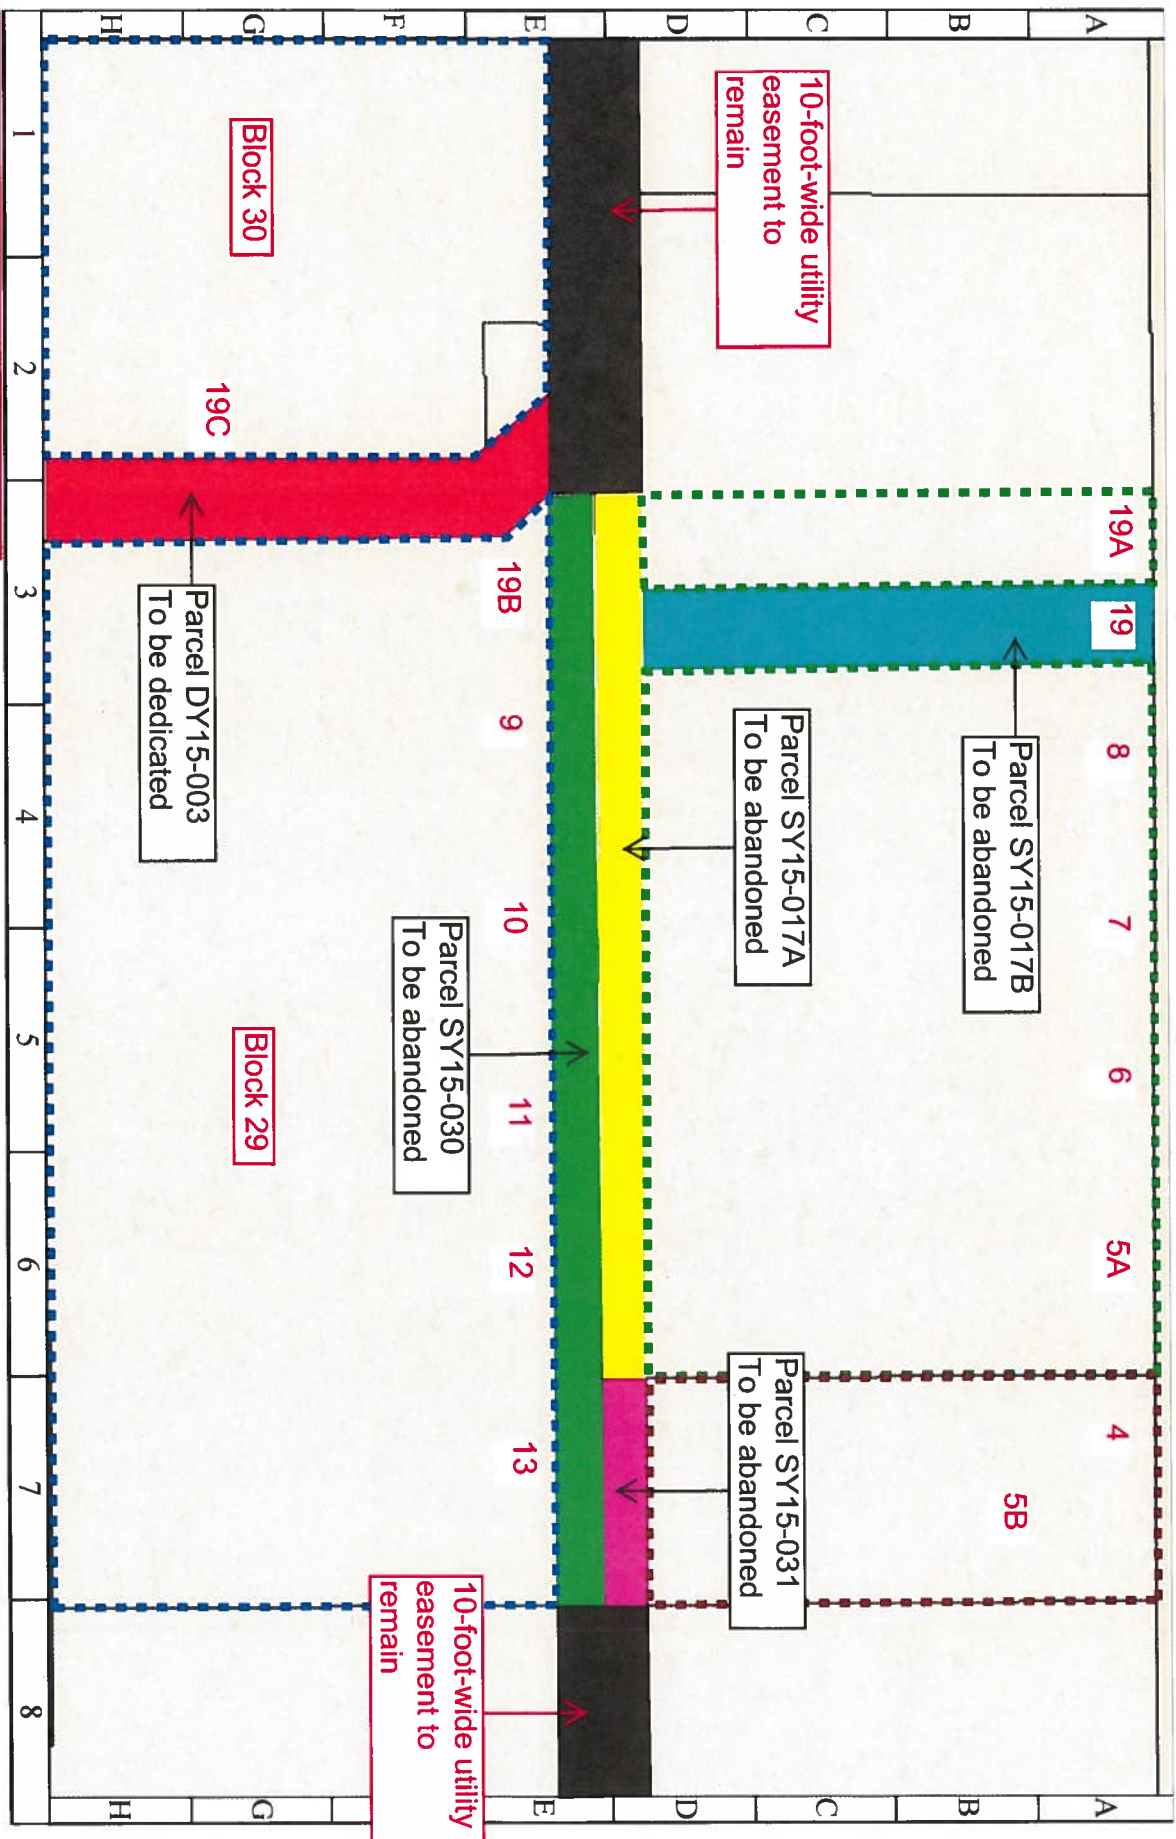 A
19A
19
8
7
6
5A
4
A
5B
B
Parcel SY15-017B
To be abandoned
B
C
10-foot-wide utility
easement to
remain
Parcel SY15-017A
To be abandoned
Parcel SY15-031
To be abandoned
C
D
D
E
19B
9
10
11
12
13
E
F
Parcel SY15-030
To be abandoned
10-foot-wide utility
easement to
remain
G
Block 30
19C
Block 29
G
Parcel DY15-003
To be dedicated
H
H
1
2
3
4
5
6
7
8